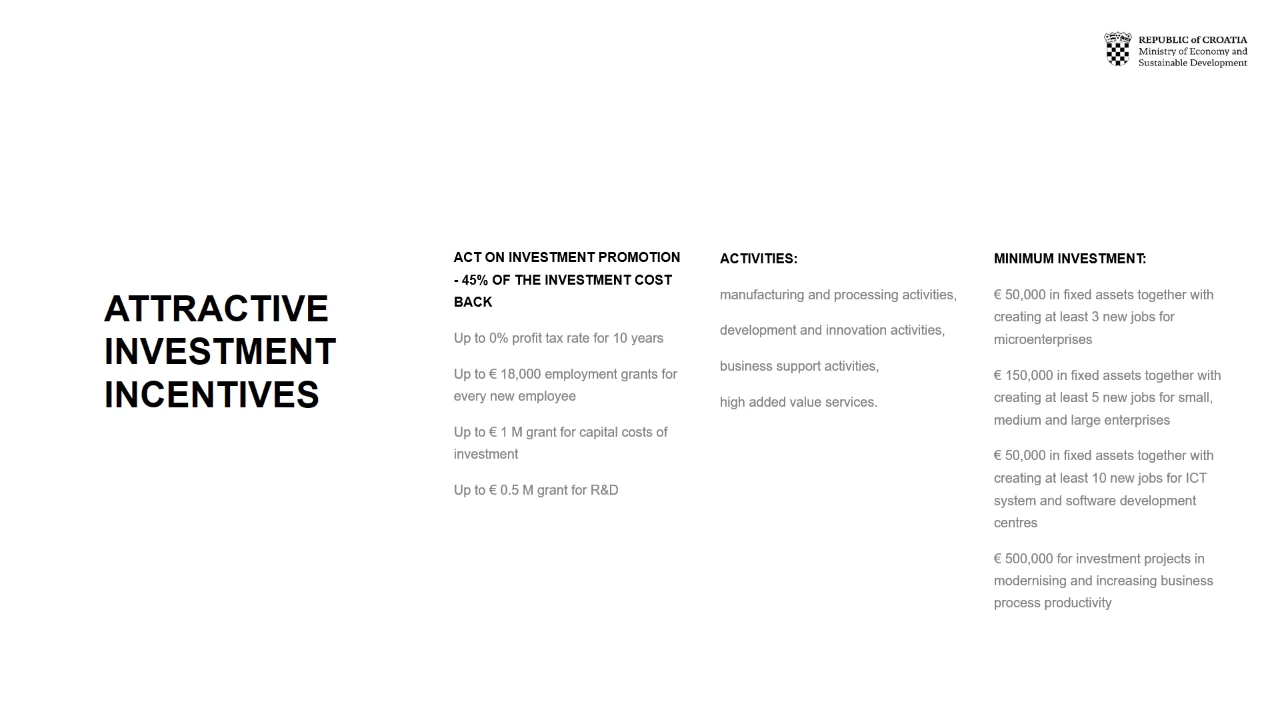 REPUBLIC of CROATIA
Ministry of Economy and
Sustainable Development
ATTRACTIVE
INVESTMENT
INCENTIVES
ACT ON INVESTMENT PROMOTION
- 45% OF THE INVESTMENT COST
BACK
Up to 0% profit tax rate for 10 years
Up to € 18,000 employment grants for
every new employee
Up to € 1 M grant for capital costs of
investment
Up to € 0.5 M grant for R&D
ACTIVITIES:
manufacturing and processing activities,
development and innovation activities,
business support activities,
high added value services.
MINIMUM INVESTMENT:
€ 50,000 in fixed assets together with
creating at least 3 new jobs for
microenterprises
€ 150,000 in fixed assets together with
creating at least 5 new jobs for small,
medium and large enterprises
€ 50,000 in fixed assets together with
creating at least 10 new jobs for ICT
system and software development
centres
€ 500,000 for investment projects in
modernising and increasing business
process productivity